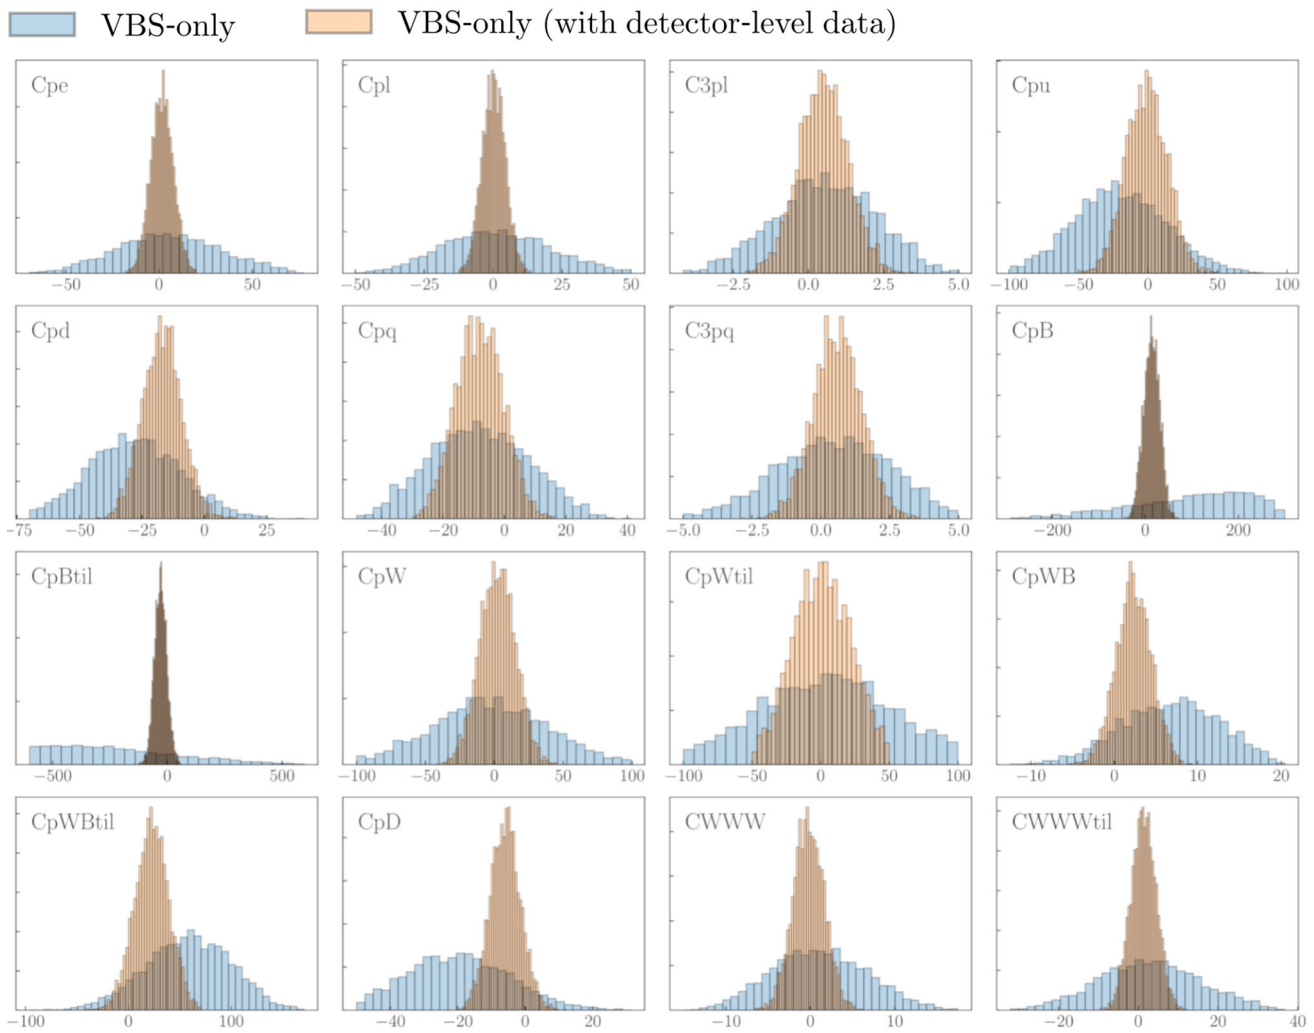 VBS-only VBS-only (with detector-level data)
Cpe Cpl C3pl Cpu
−50 0 50 −50 −25 0 25 50 −2.5 0.0 2.5 5.0 −100 −50 0 50 100
Cpd Cpq C3pq CpB
−75 −50 −25 0 25 −40 −20 0 20 40 −5.0 −2.5 0.0 2.5 5.0 −200 0 200
CpBtil CpW CpWtil CpWB
−500 0 500 −100 −50 0 50 100 −100 −50 0 50 100 −10 0 10 20
CpWBtil CpD CWWW CWWWtil
−100 0 100 −40 −20 0 20 −10 0 10 −20 0 20 40